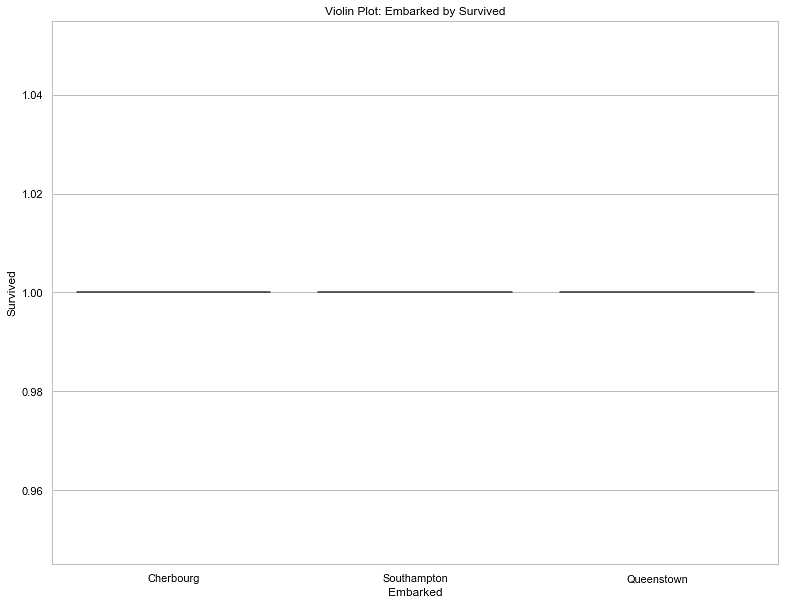 Violin Plot: Embarked by Survived
1.04
1.02
1.00
0.98
0.96
Survived
Cherbourg
Southampton
Queenstown
Embarked